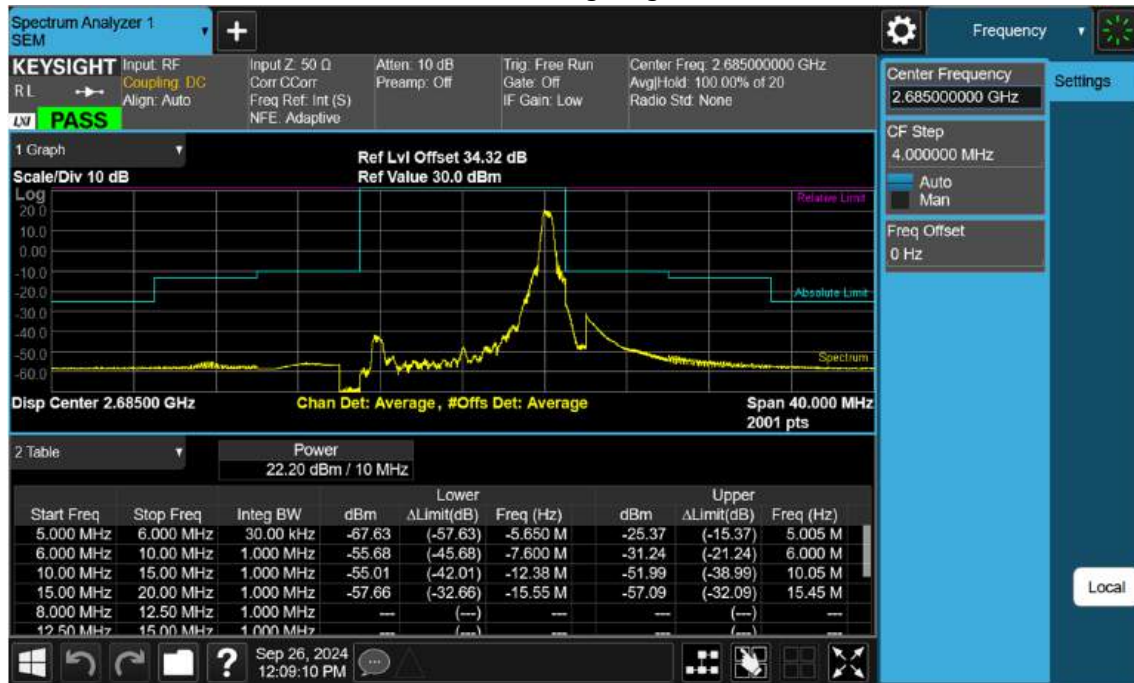 Spectrum Analyzer 1
SEM
Frequency
KEYSIGHT
R L
LXI
PASS
Input: RF
Coupling: DC
Align: Auto
Input Z: 50 Ω
Corr CCorr
Freq Ref: Int (S)
NFE: Adaptive
Atten: 10 dB
Preamp: Off
Trig: Free Run
Gate: Off
IF Gain: Low
Center Freq: 2.685000000 GHz
Avg|Hold: 100.00% of 20
Radio Std: None
Center Frequency
2.685000000 GHz
Settings
CF Step
4.000000 MHz
Auto
Man
Freq Offset
0 Hz
Local
1 Graph
Ref Lvl Offset 34.32 dB
Scale/Div 10 dB
Ref Value 30.0 dBm
Log
Relative Limit
20.0
10.0
0.00
-10.0
-20.0
Absolute Limit
-30.0
-40.0
-50.0
Spectrum
-60.0
Disp Center 2.68500 GHz
Chan Det: Average, #Offs Det: Average
Span 40.000 MHz
2001 pts
2 Table
Power
22.20 dBm / 10 MHz
Lower Upper
Start Freq Stop Freq Integ BW dBm ΔLimit(dB) Freq (Hz) dBm ΔLimit(dB) Freq (Hz)
5.000 MHz 6.000 MHz 30.00 kHz -67.63 (-57.63) -5.650 M -25.37 (-15.37) 5.005 M
6.000 MHz 10.00 MHz 1.000 MHz -55.68 (-45.68) -7.600 M -31.24 (-21.24) 6.000 M
10.00 MHz 15.00 MHz 1.000 MHz -55.01 (-42.01) -12.38 M -51.99 (-38.99) 10.05 M
15.00 MHz 20.00 MHz 1.000 MHz -57.66 (-32.66) -15.55 M -57.09 (-32.09) 15.45 M
8.000 MHz 12.50 MHz 1.000 MHz --- (---) --- --- (---) ---
12.50 MHz 15.00 MHz 1.000 MHz --- (---) --- --- (---) ---
?
Sep 26, 2024
12:09:10 PM